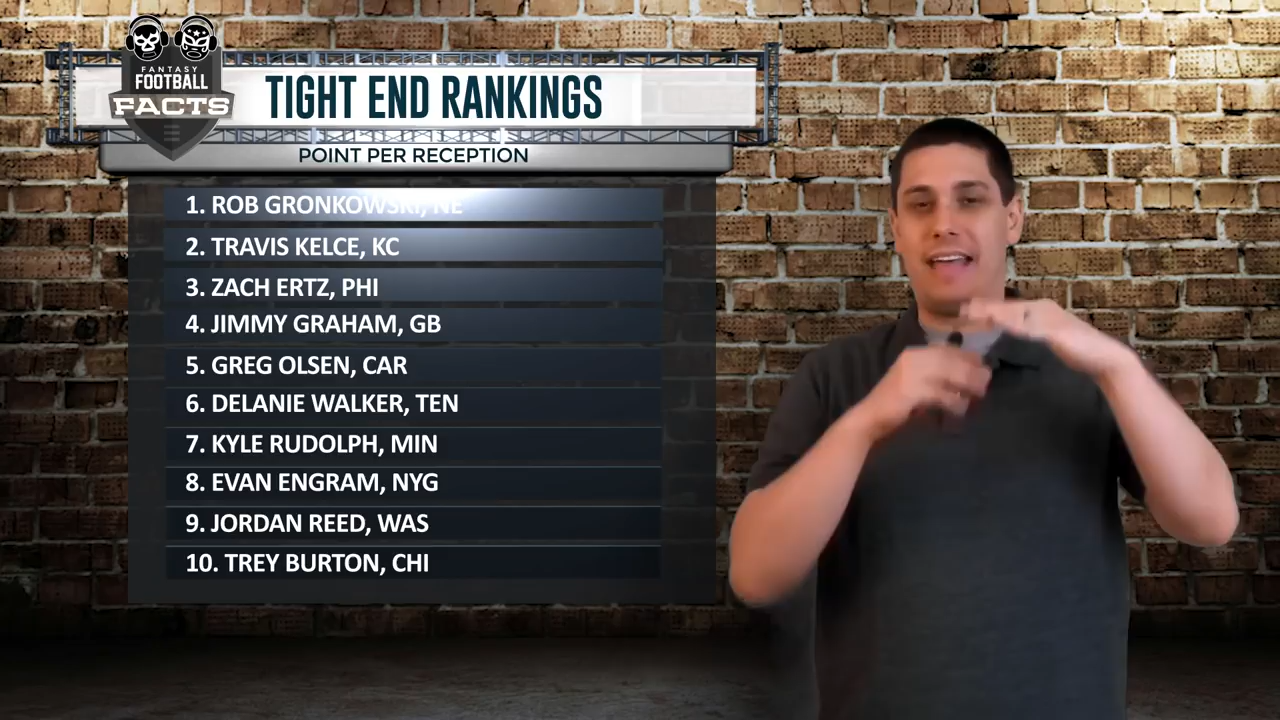 FANTASY
FOOTBALL
FACTS
TIGHT END RANKINGS
POINT PER RECEPTION
1. ROB GRONKOWSKI, NE
2. TRAVIS KELCE, KC
3. ZACH ERTZ, PHI
4. JIMMY GRAHAM, GB
5. GREG OLSEN, CAR
6. DELANIE WALKER, TEN
7. KYLE RUDOLPH, MIN
8. EVAN ENGRAM, NYG
9. JORDAN REED, WAS
10. TREY BURTON, CHI